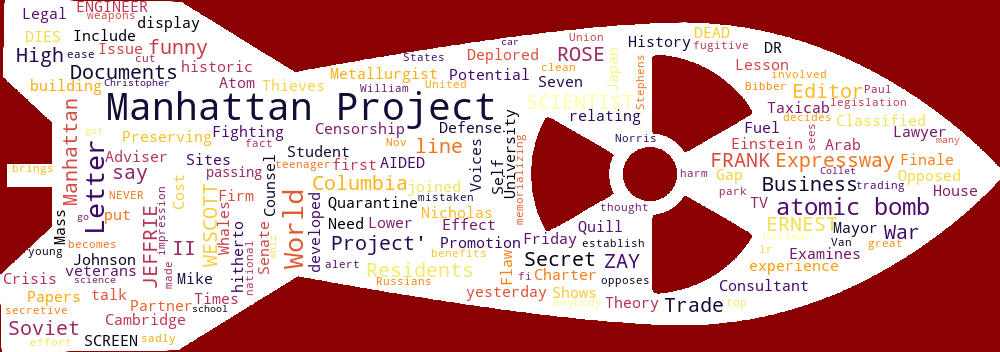 ENGINEER
Legal
weapons
display
DIES
Include
High
ease
Issue
funny
cut
Documents
historic
building
Christopher
Atom
Thieves
Manhattan Project
Manhattan
Letter
got
Preserving
Fighting
fact
Adviser
say
Sites
passing
brings
NEVER
put
go
Mass
young
becomes
Johnson
veterans
science
Crisis
Papers
talk
secretive
Soviet
effort
SCREEN
sadly
Cambridge
Partner
school
Times
Mike
II
made
JEFFRIE
impression
Cost
WESCOTT
Firm
Whales
hitherto
national
Senate
whiz
Counsel
World
developed
alert
teenager
first
Student
Censorship
Nov
line
AIDED
Columbia
joined
Quarantine
mistaken
Need
Lower
Nicholas
Effect
Project'
Promotion
benefits
Residents
Russians
yesterday
Metallurgist
William
United
States
car
Deplored
Potential
Defense
Voices
Self
University
memorializing
Flaw
fi
Charter
Friday
Secret
Shows
anybody
Theory
Trade
top
opposes
ZAY
establish
Quill
thought
Union
ROSE
clean
Seven
Japan
SCIENTIST
relating
Stephens
Norris
History
DEAD
fugitive
DR
Lesson
involved
Bibber
Editor
Paul
Taxicab
legislation
decides
Classified
Fuel
sees
Lawyer
Einstein
Arab
many
FRANK
Expressway
Finale
harm
Gap
Collet
Opposed
park
Business
trading
House
TV
atomic bomb
ERNEST
Mayor
War
nuclear
Van
great
lr
Examines
experience
Consultant